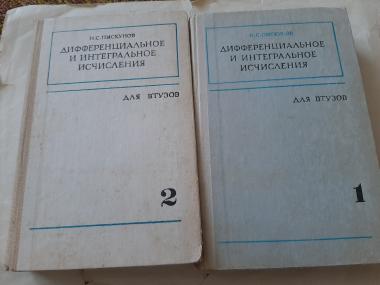 Н.С. ПИСКУНОВ
ДИФФЕРЕНЦИАЛЬНОЕ
И ИНТЕГРАЛЬНОЕ
ИСЧИСЛЕНИЯ
ДЛЯ ВТУЗОВ
2
Н.С. ПИСКУНОВ
ДИФФЕРЕНЦИАЛЬНОЕ
И ИНТЕГРАЛЬНОЕ
ИСЧИСЛЕНИЯ
ДЛЯ ВТУЗОВ
1